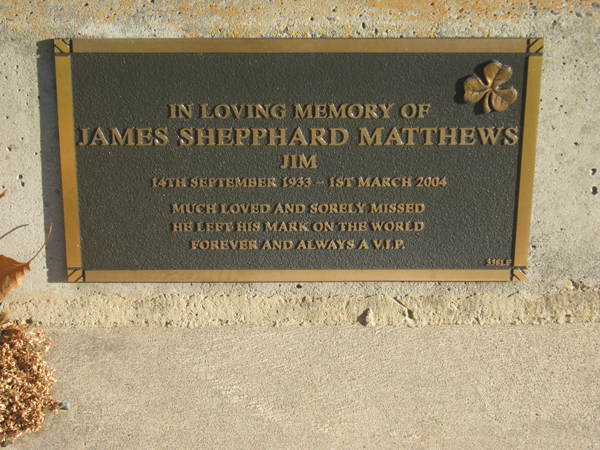 IN LOVING MEMORY OF
JAMES SHEPPHARD MATTHEWS
JIM
14TH SEPTEMBER 1933 – 1ST MARCH 2004
MUCH LOVED AND SORELY MISSED
HE LEFT HIS MARK ON THE WORLD
FOREVER AND ALWAYS A V.I.P.